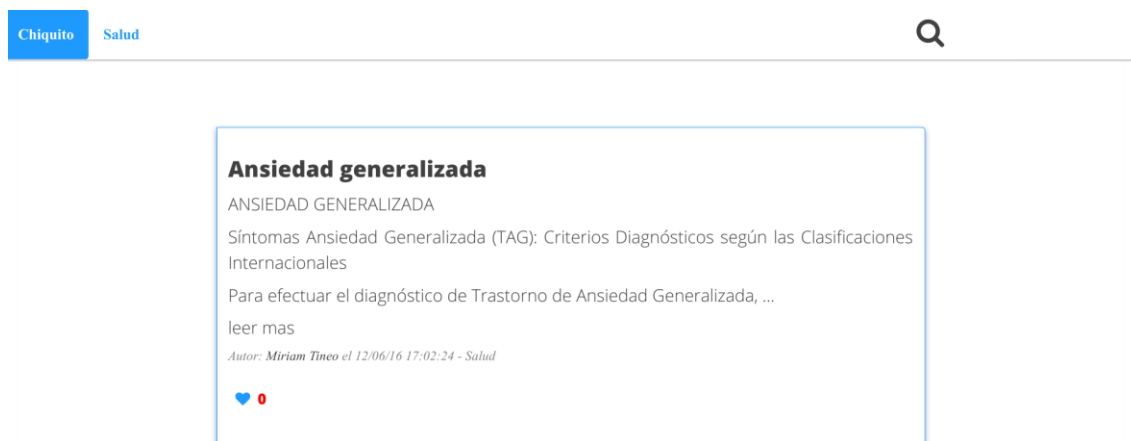 Chiquito Salud
Ansiedad generalizada
ANSIEDAD GENERALIZADA
Síntomas Ansiedad Generalizada (TAG): Criterios Diagnósticos según las Clasificaciones
Internacionales
Para efectuar el diagnóstico de Trastorno de Ansiedad Generalizada, ...
leer mas
Autor: Miriam Tineo el 12/06/16 17:02:24 - Salud
0